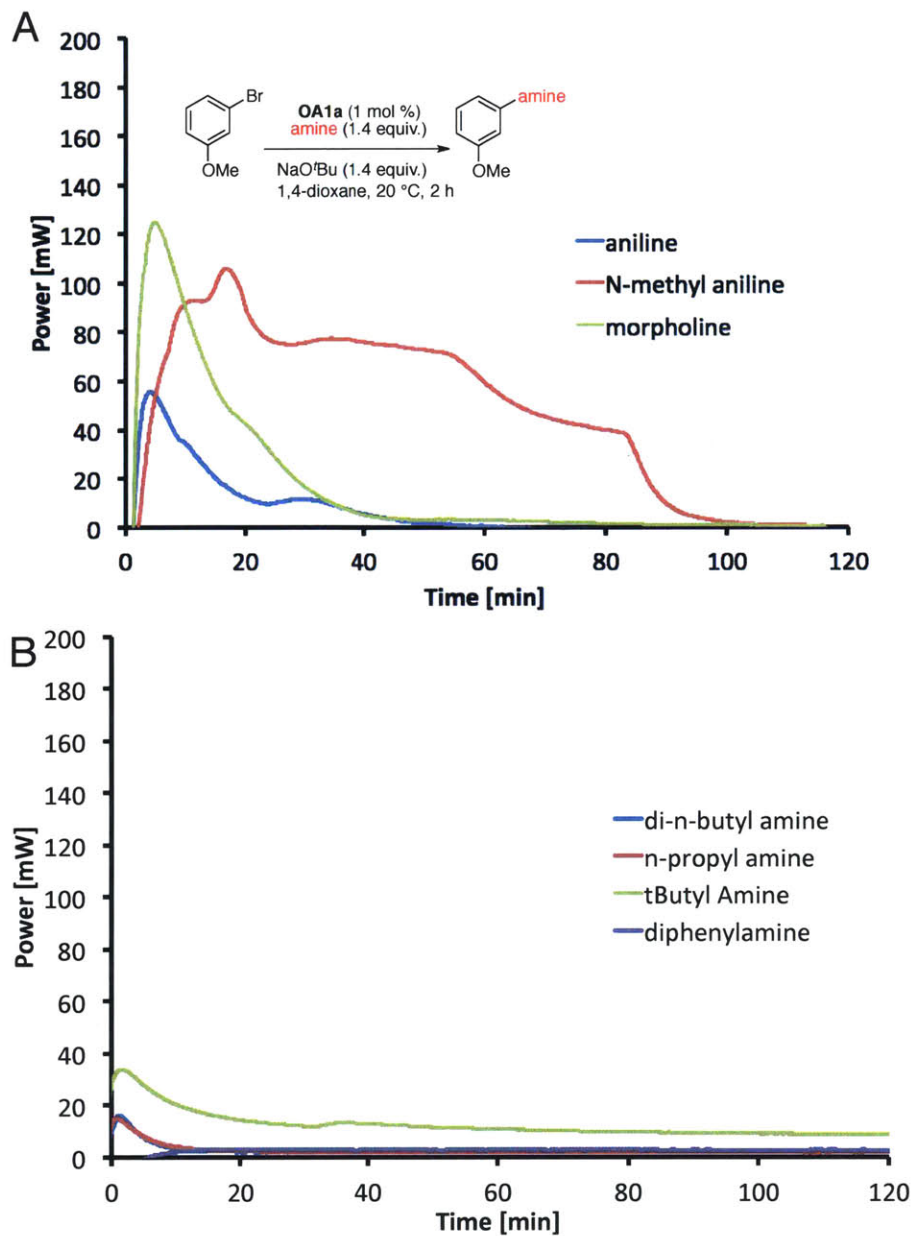 A
200
180
160
140
120
100
80
60
40
20
0
Power [mW]
Br
OMe
OA1a (1 mol %)
amine (1.4 equiv.)
NaOᵗBu (1.4 equiv.)
1,4-dioxane, 20 °C, 2 h
amine
OMe
aniline
N-methyl aniline
morpholine
0 20 40 60 80 100 120
Time [min]
B
200
180
160
140
120
100
80
60
40
20
0
Power [mW]
di-n-butyl amine
n-propyl amine
tButyl Amine
diphenylamine
0 20 40 60 80 100 120
Time [min]